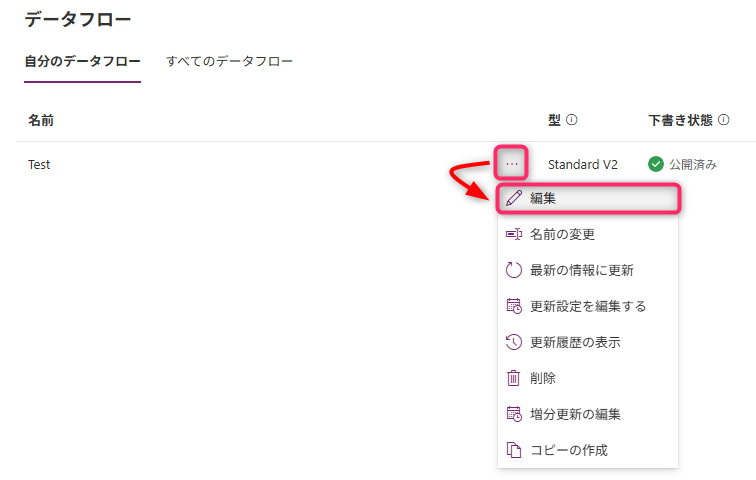 データフロー
自分のデータフロー すべてのデータフロー
名前 型 下書き状態
Test … Standard V2 公開済み
編集
名前の変更
最新の情報に更新
更新設定を編集する
更新履歴の表示
削除
増分更新の編集
コピーの作成